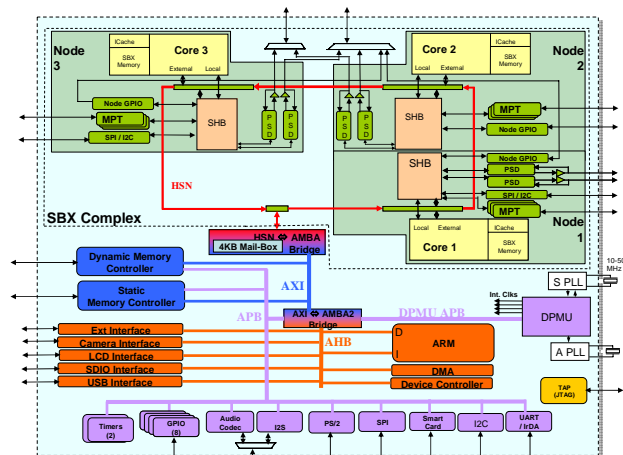 Node 3
ICache
Core 3
SBX Memory
External
Local
Node GPIO
MPT
SPI / I2C
SHB
PSD
PSD
Core 2
ICache
SBX Memory
External
Local
Node 2
PSD
PSD
SHB
MPT
Node GPIO
SHB
Node GPIO
PSD
PSD
SPI / I2C
MPT
Node 1
External
Local
Core 1
ICache
SBX Memory
HSN
SBX Complex
HSN ⇔ AMBA
4KB Mail-Box
Bridge
Dynamic Memory Controller
Static Memory Controller
AXI
APB
AXI ⇔ AMBA2
Bridge
DPMU APB
AHB
Int. Clks
S PLL
10-50 MHz
DPMU
A PLL
Ext Interface
Camera Interface
LCD Interface
SDIO Interface
USB Interface
D
I
ARM
DMA
Device Controller
TAP (JTAG)
Timers (2)
GPIO (8)
Audio Codec
I2S
PS/2
SPI
Smart Card
I2C
UART / IrDA